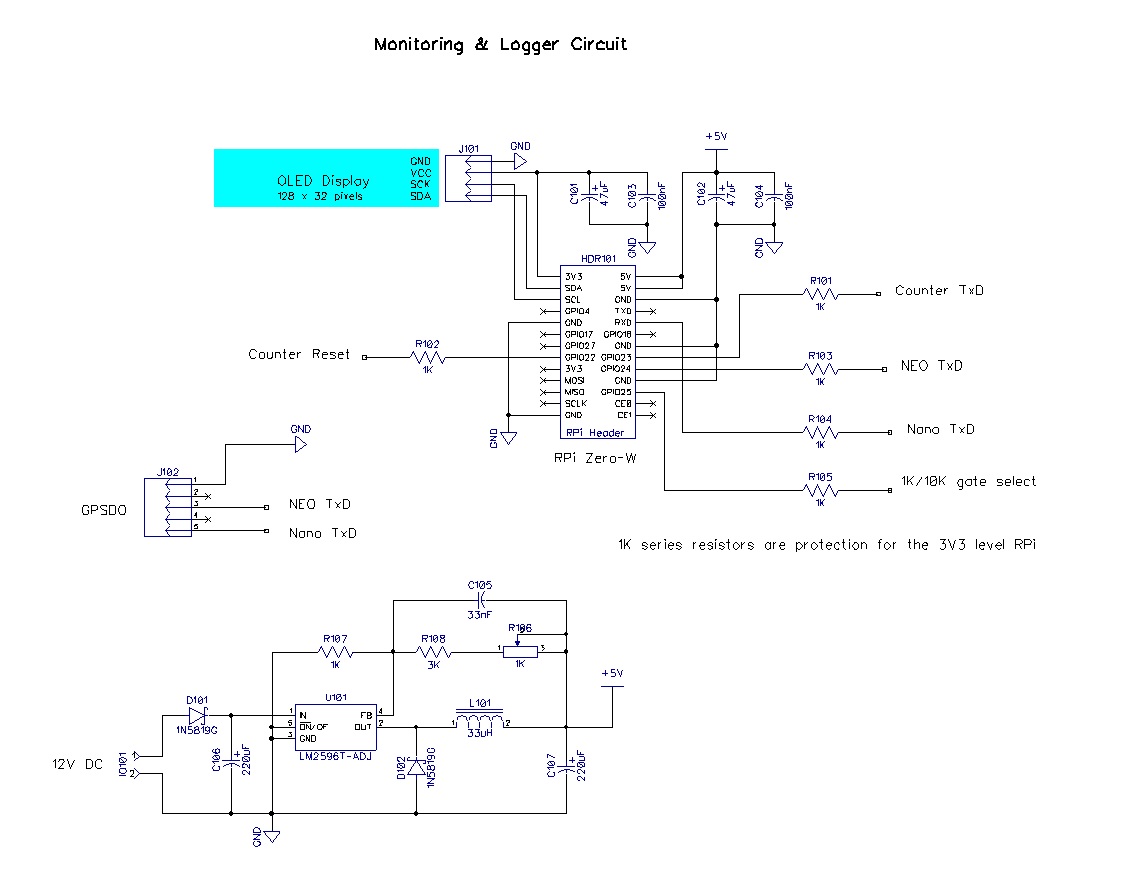 Monitoring & Logger Circuit
+5V
J101
GND
GND
VCC
SCK
SDA
OLED Display
128 x 32 pixels
C101
+
47uF
C103
100nF
C102
+
47uF
C104
100nF
GND
GND
HDR101
3V3
5V
SDA
5V
SCL
GND
GPIO4
TXD
GND
RXD
GPIO17
GPIO18
GPIO27
GND
GPIO22
GPIO23
3V3
GPIO24
MOSI
GND
MISO
GPIO25
SCLK
CE0
GND
CE1
RPi Header
RPi Zero-W
R101
1K
Counter TxD
Counter Reset
R102
1K
R103
1K
NEO TxD
R104
1K
Nano TxD
R105
1K
1K/10K gate select
GND
GND
J102
1
2
3
4
5
GPSDO
NEO TxD
Nano TxD
1K series resistors are protection for the 3V3 level RPi
C105
33nF
R107
1K
R108
3K
R106
1
3
1K
+5V
D101
1N5819G
U101
1
IN
FB
4
5
ON/OF
OUT
2
3
GND
LM2596T-ADJ
L101
1
2
33uH
12V DC
IO101
1
2
C106
+
220uF
D102
1N5819G
C107
+
220uF
GND